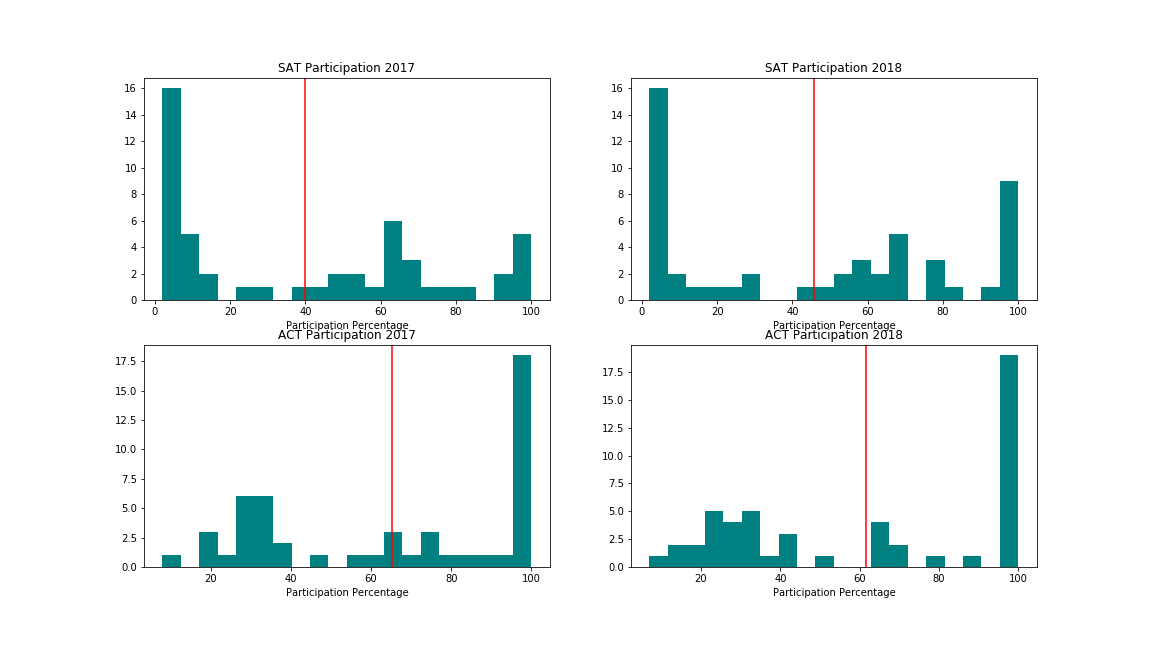 SAT Participation 2017
16
14
12
10
8
6
4
2
0
0 20 40 60 80 100
Participation Percentage
SAT Participation 2018
16
14
12
10
8
6
4
2
0
0 20 40 60 80 100
Participation Percentage
ACT Participation 2017
17.5
15.0
12.5
10.0
7.5
5.0
2.5
0.0
20 40 60 80 100
Participation Percentage
ACT Participation 2018
17.5
15.0
12.5
10.0
7.5
5.0
2.5
0.0
20 40 60 80 100
Participation Percentage